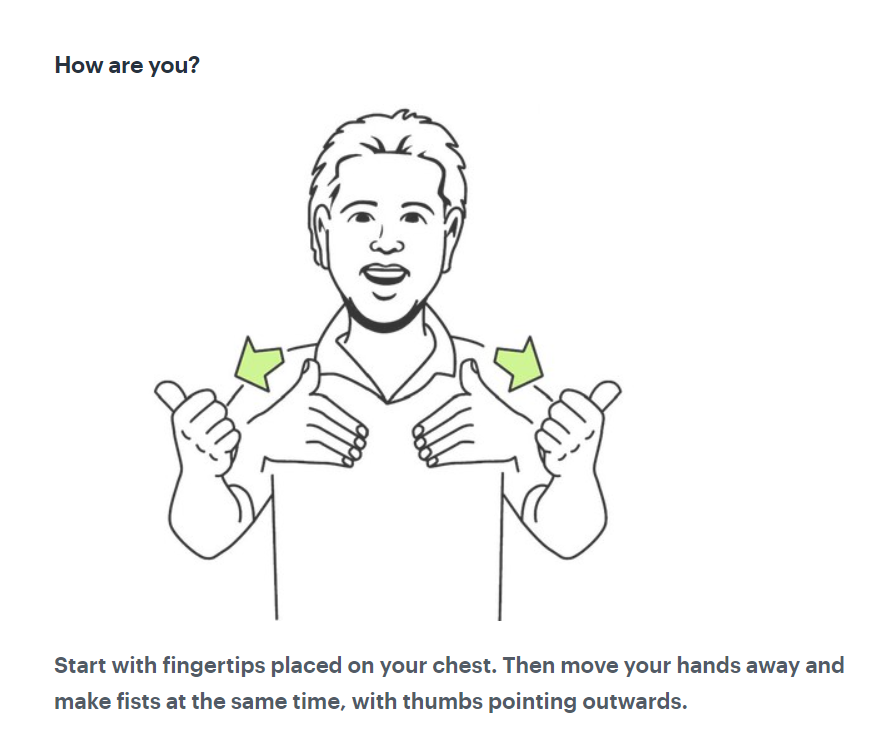 How are you?
Start with fingertips placed on your chest. Then move your hands away and
make fists at the same time, with thumbs pointing outwards.